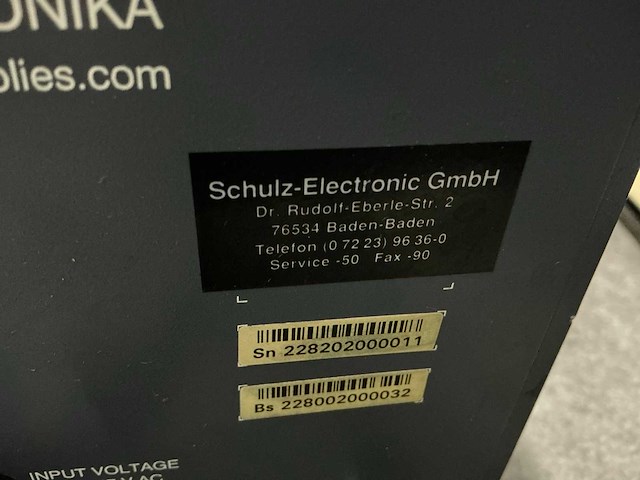 ONIKA
plies.com
Schulz-Electronic GmbH
Dr. Rudolf-Eberle-Str. 2
76534 Baden-Baden
Telefon (0 72 23) 96 36-0
Service -50 Fax -90
Sn 228202000011
Bs 228002000032
INPUT VOLTAGE
V AC